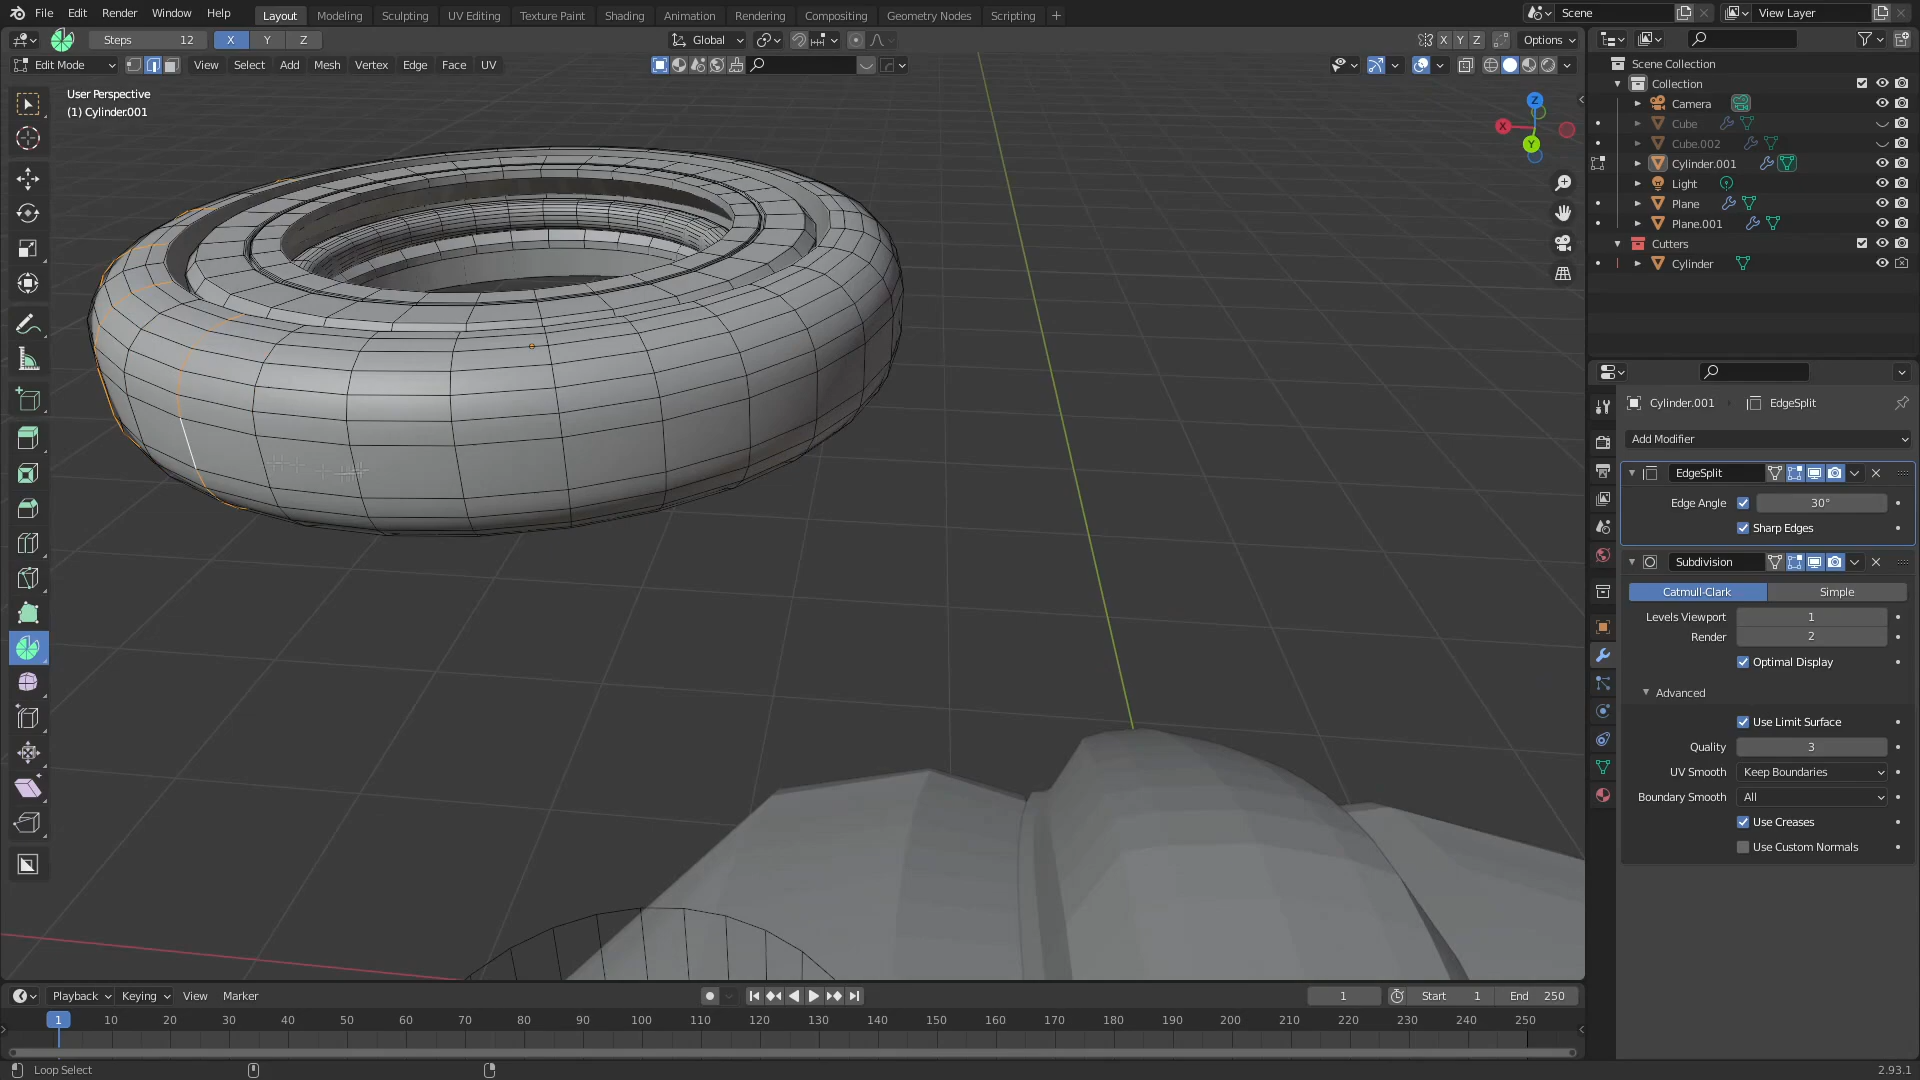 File Edit Render Window Help Layout Modeling Sculpting UV Editing Texture Paint Shading Animation Rendering Compositing Geometry Nodes Scripting + Scene View Layer
Steps 12 X Y Z Global X Y Z Options
Edit Mode View Select Add Mesh Vertex Edge Face UV
User Perspective
(1) Cylinder.001
Z
X
Y
Scene Collection
Collection
Camera
Cube
Cube.002
Cylinder.001
Light
Plane
Plane.001
Cutters
Cylinder
Cylinder.001 EdgeSplit
Add Modifier
EdgeSplit
Edge Angle 30°
Sharp Edges
Subdivision
Catmull-Clark Simple
Levels Viewport 1
Render 2
Optimal Display
Advanced
Use Limit Surface
Quality 3
UV Smooth Keep Boundaries
Boundary Smooth All
Use Creases
Use Custom Normals
Playback Keying View Marker 1 Start 1 End 250
1 10 20 30 40 50 60 70 80 90 100 110 120 130 140 150 160 170 180 190 200 210 220 230 240 250
Loop Select 2.93.1